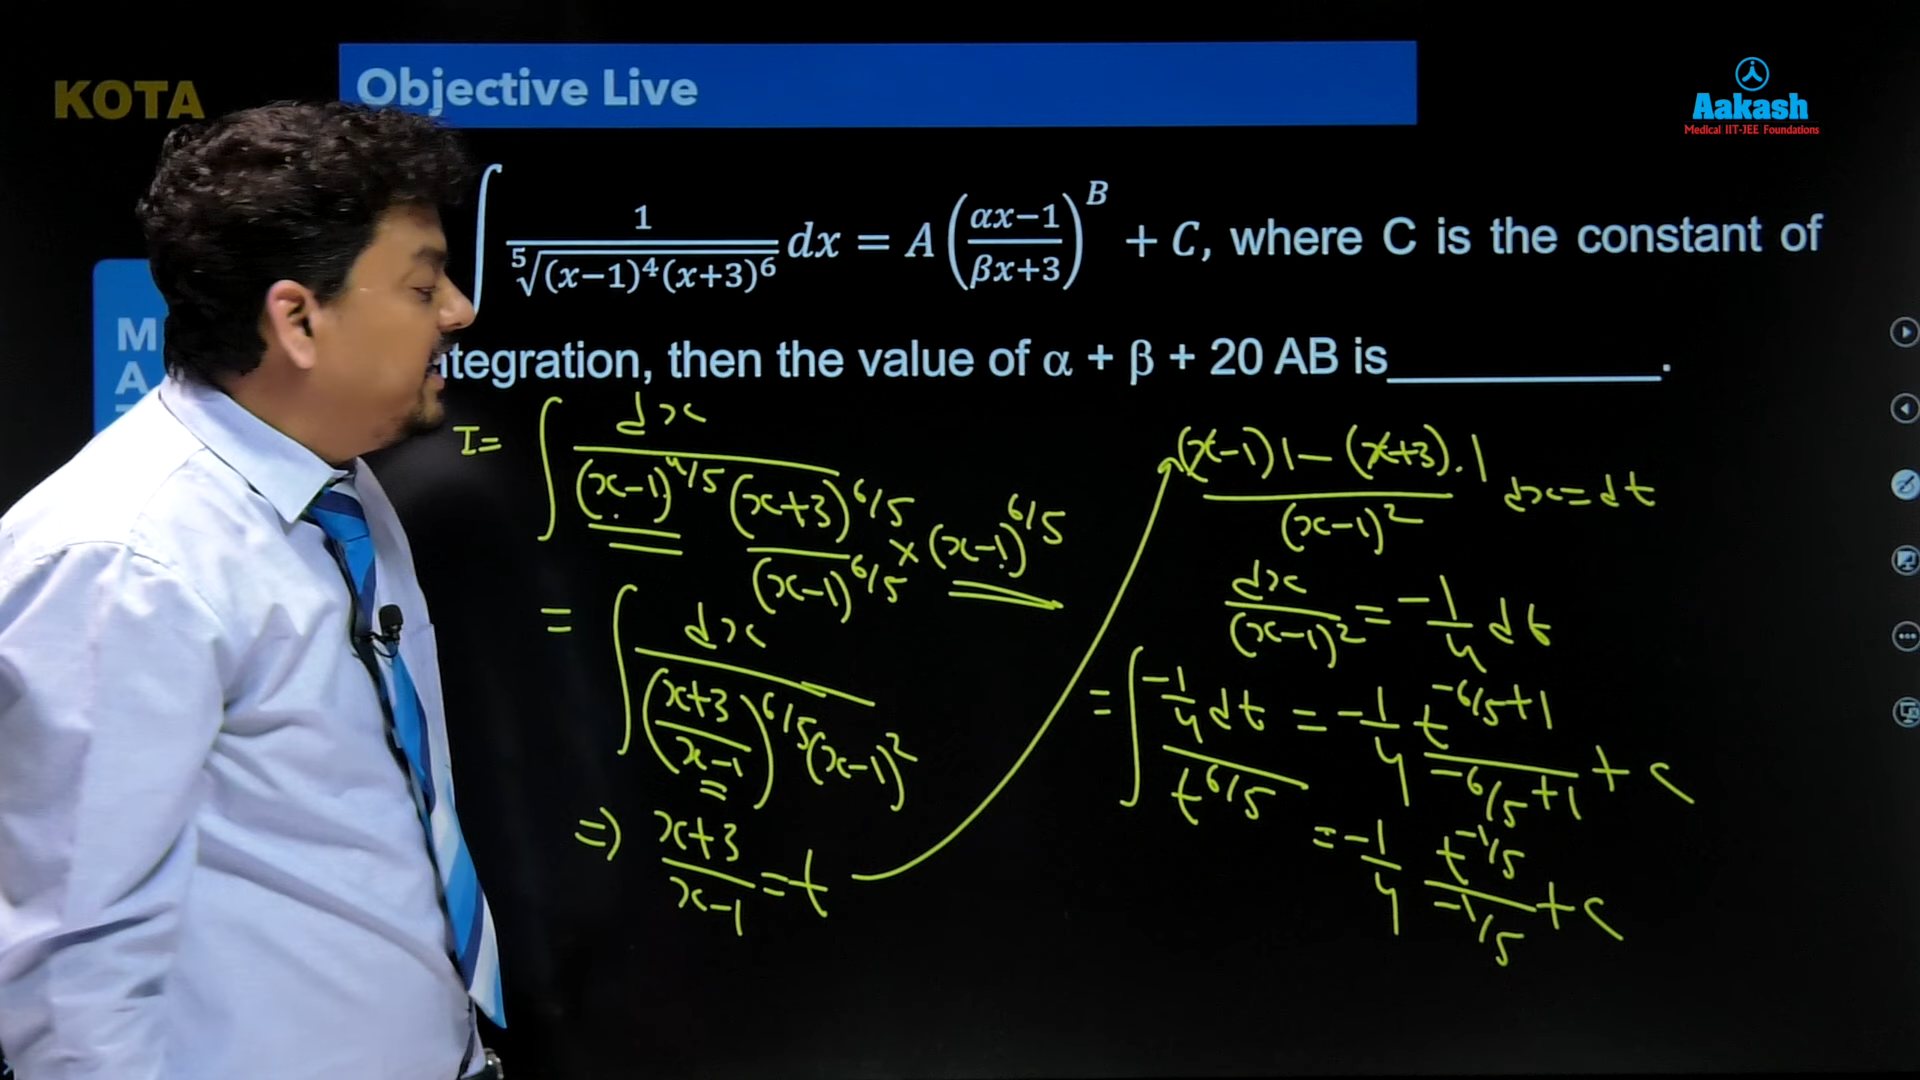 KOTA
Objective Live
Aakash
Medical IIT-JEE Foundations
∫ 1/⁵√((x−1)⁴(x+3)⁶) dx = A((αx−1)/(βx+3))^B + C, where C is the constant of
ntegration, then the value of α + β + 20 AB is__________.
M
A
I = ∫ dx/((x-1)^4/5 (x+3)^6/5/(x-1)^6/5 × (x-1)^6/5)
= ∫ dx/(((x+3)/(x-1))^6/5 (x-1)²)
⇒ (x+3)/(x-1) = t
((x-1)1 - (x+3).1)/(x-1)² dx = dt
dx/(x-1)² = -1/4 dt
= ∫ (-1/4 dt)/t^6/5 = -1/4 t^(-6/5+1)/(-6/5+1) + c
= -1/4 t^(-1/5)/(-1/5) + c